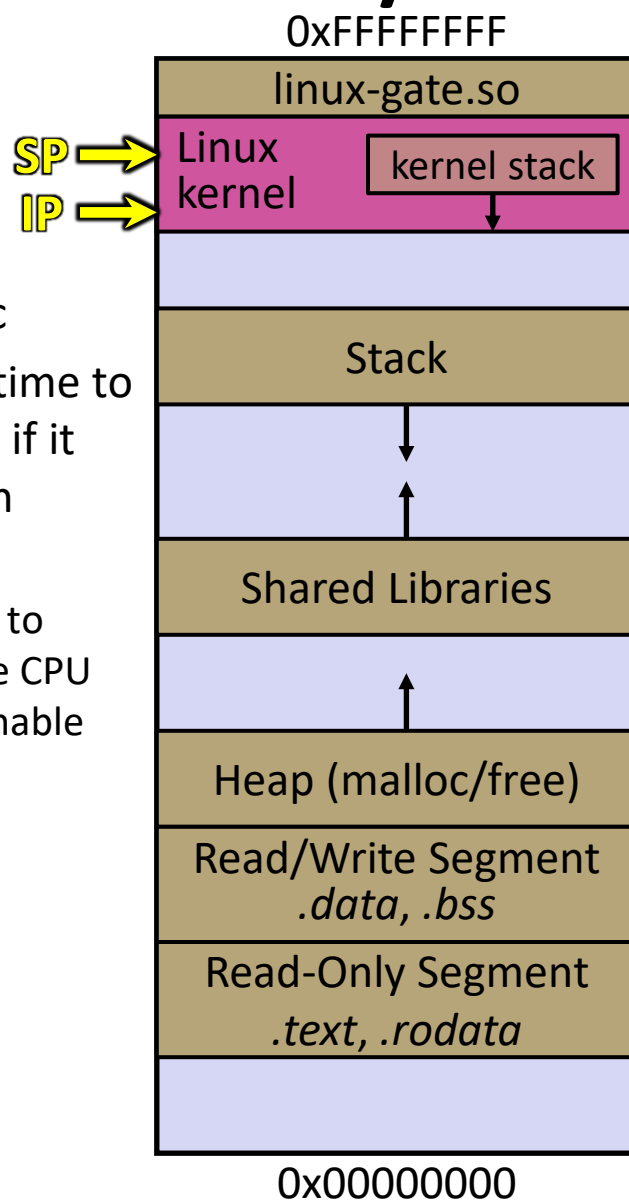 0xFFFFFFFF
linux-gate.so
SP
Linux
kernel
kernel stack
IP
Stack
time to
if it
Shared Libraries
to
CPU
Heap (malloc/free)
Read/Write Segment
.data, .bss
Read-Only Segment
.text, .rodata
0x00000000